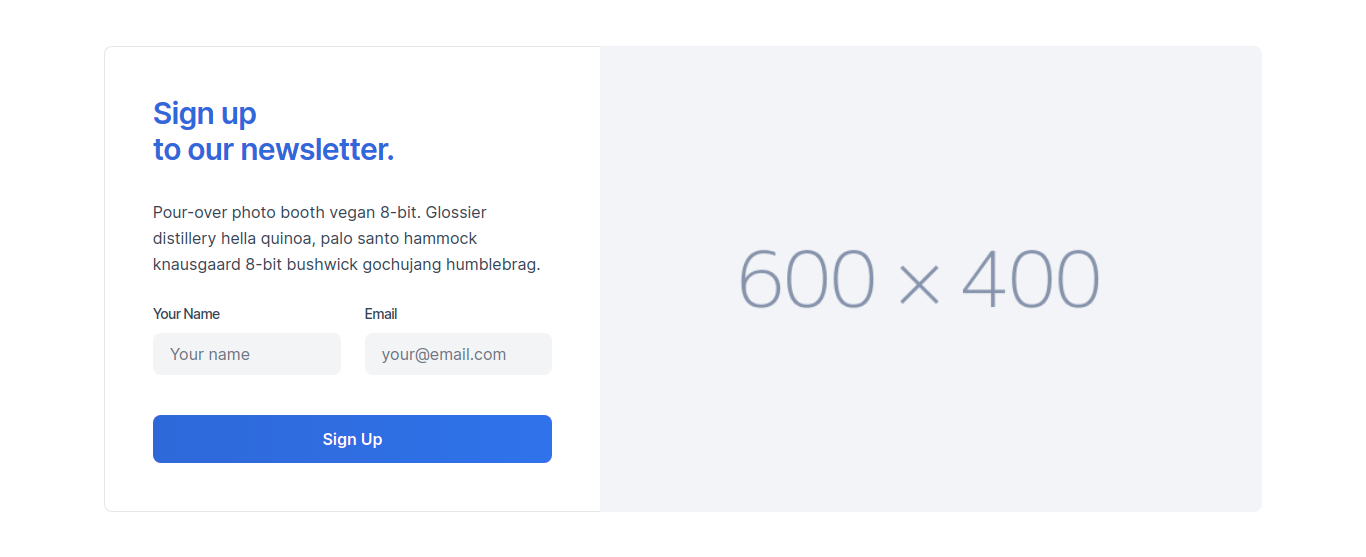 Sign up
to our newsletter.
Pour-over photo booth vegan 8-bit. Glossier
distillery hella quinoa, palo santo hammock
knausgaard 8-bit bushwick gochujang humblebrag.
Your Name
Email
Your name
your@email.com
Sign Up
600 × 400